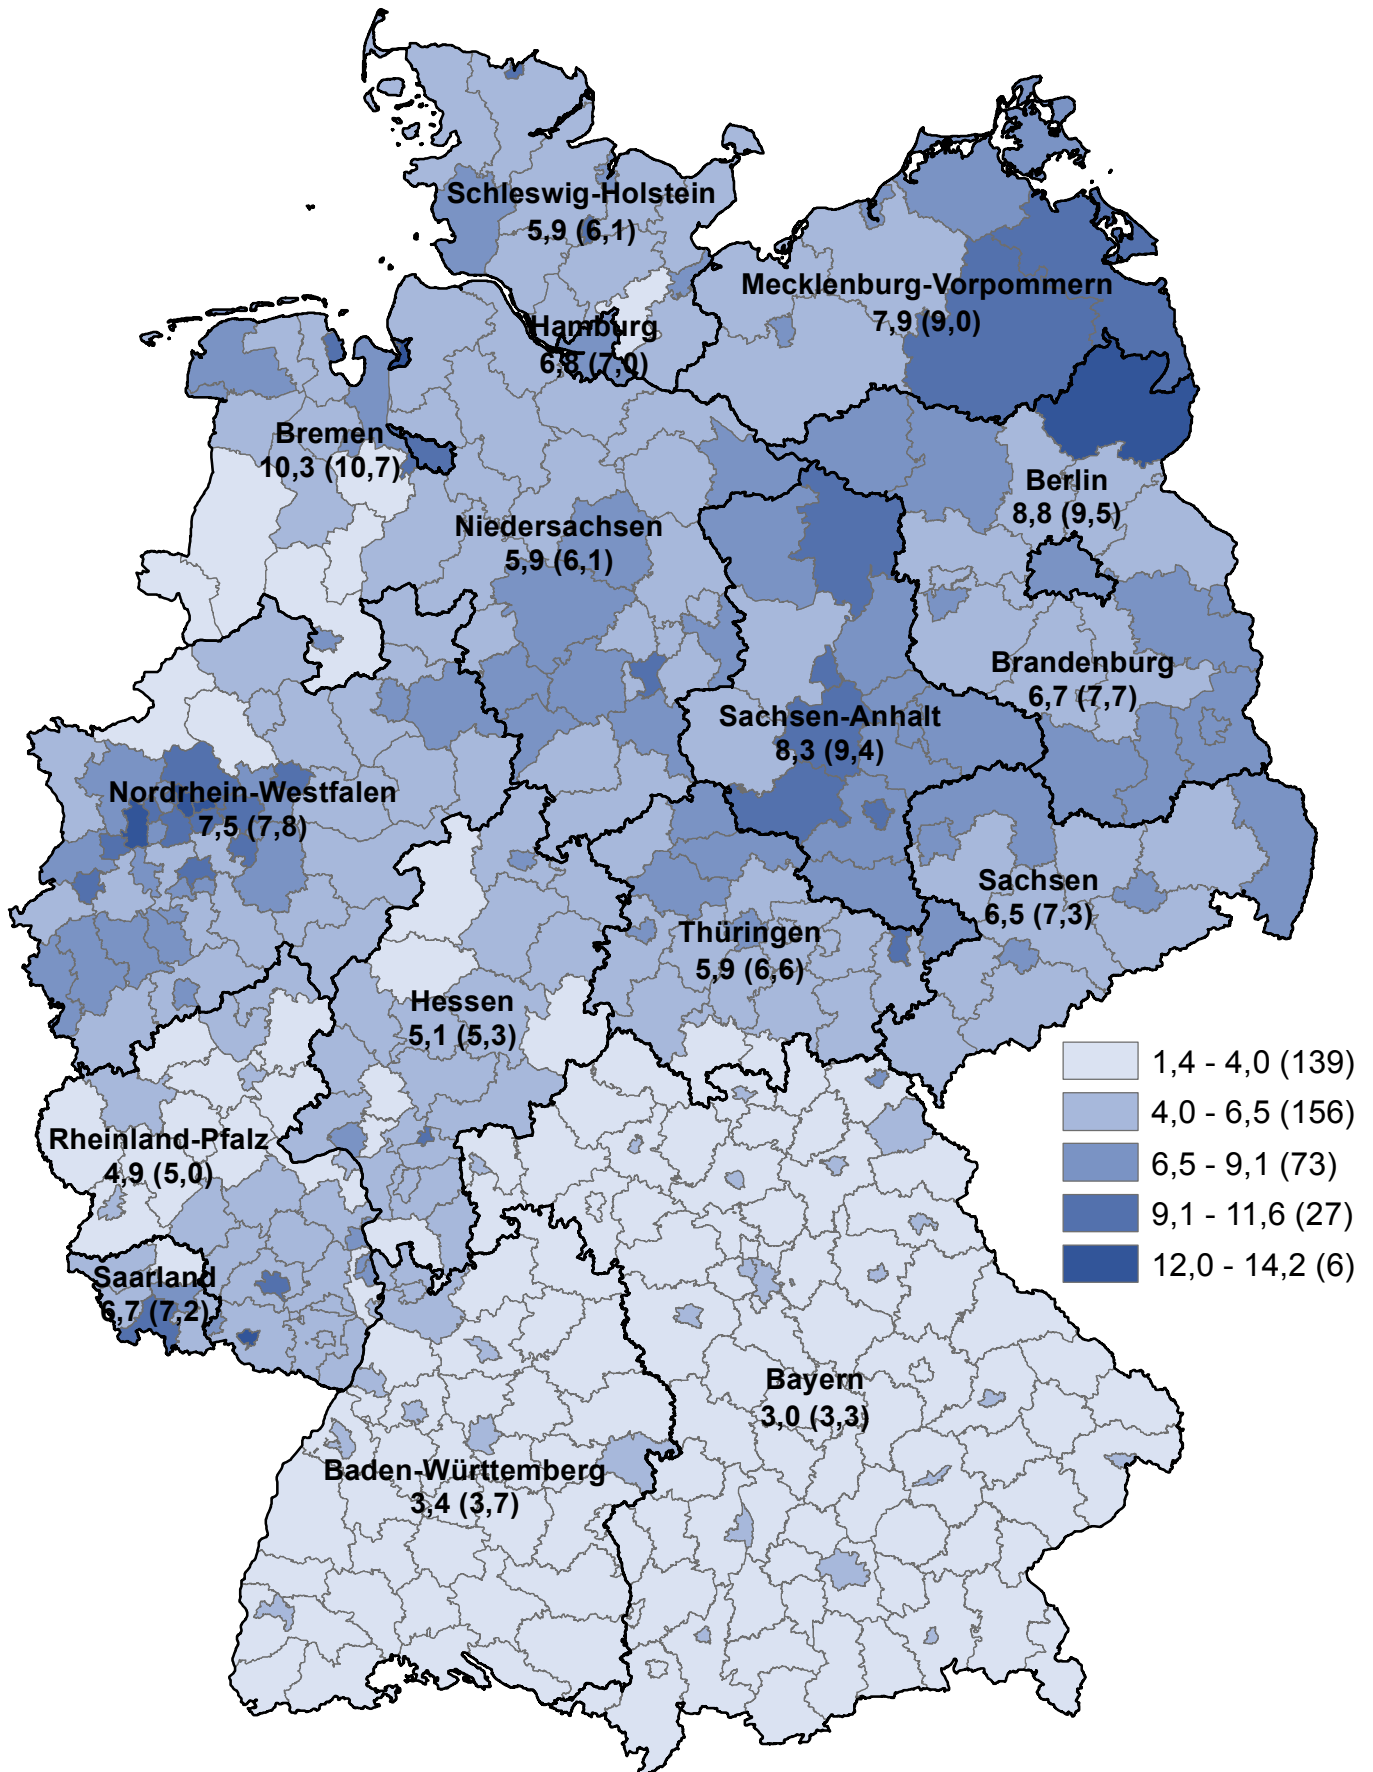 Schleswig-Holstein
5,9 (6,1)
Mecklenburg-Vorpommern
7,9 (9,0)
Hamburg
6,8 (7,0)
Bremen
10,3 (10,7)
Berlin
8,8 (9,5)
Niedersachsen
5,9 (6,1)
Brandenburg
6,7 (7,7)
Sachsen-Anhalt
8,3 (9,4)
Nordrhein-Westfalen
7,5 (7,8)
Sachsen
6,5 (7,3)
Thüringen
5,9 (6,6)
Hessen
5,1 (5,3)
1,4 - 4,0 (139)
4,0 - 6,5 (156)
6,5 - 9,1 (73)
9,1 - 11,6 (27)
12,0 - 14,2 (6)
Rheinland-Pfalz
4,9 (5,0)
Saarland
6,7 (7,2)
Bayern
3,0 (3,3)
Baden-Württemberg
3,4 (3,7)